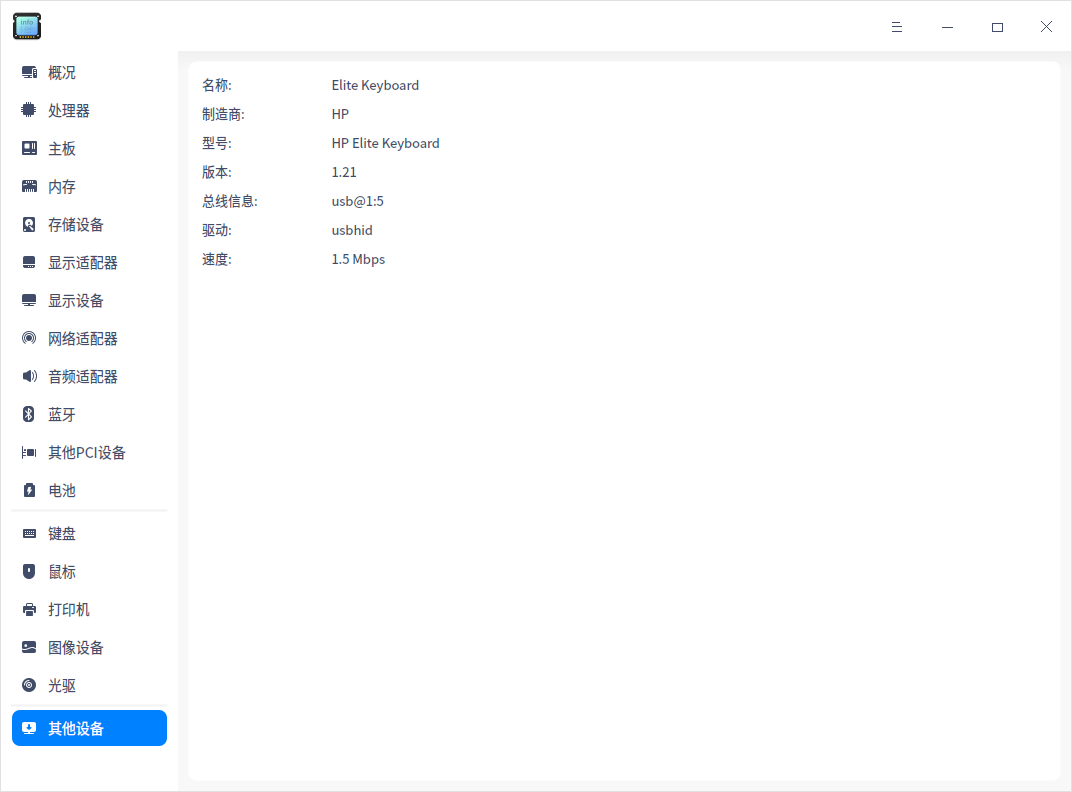 info
概况
处理器
主板
内存
存储设备
显示适配器
显示设备
网络适配器
音频适配器
蓝牙
其他PCI设备
电池
键盘
鼠标
打印机
图像设备
光驱
其他设备
名称: Elite Keyboard
制造商: HP
型号: HP Elite Keyboard
版本: 1.21
总线信息: usb@1:5
驱动: usbhid
速度: 1.5 Mbps